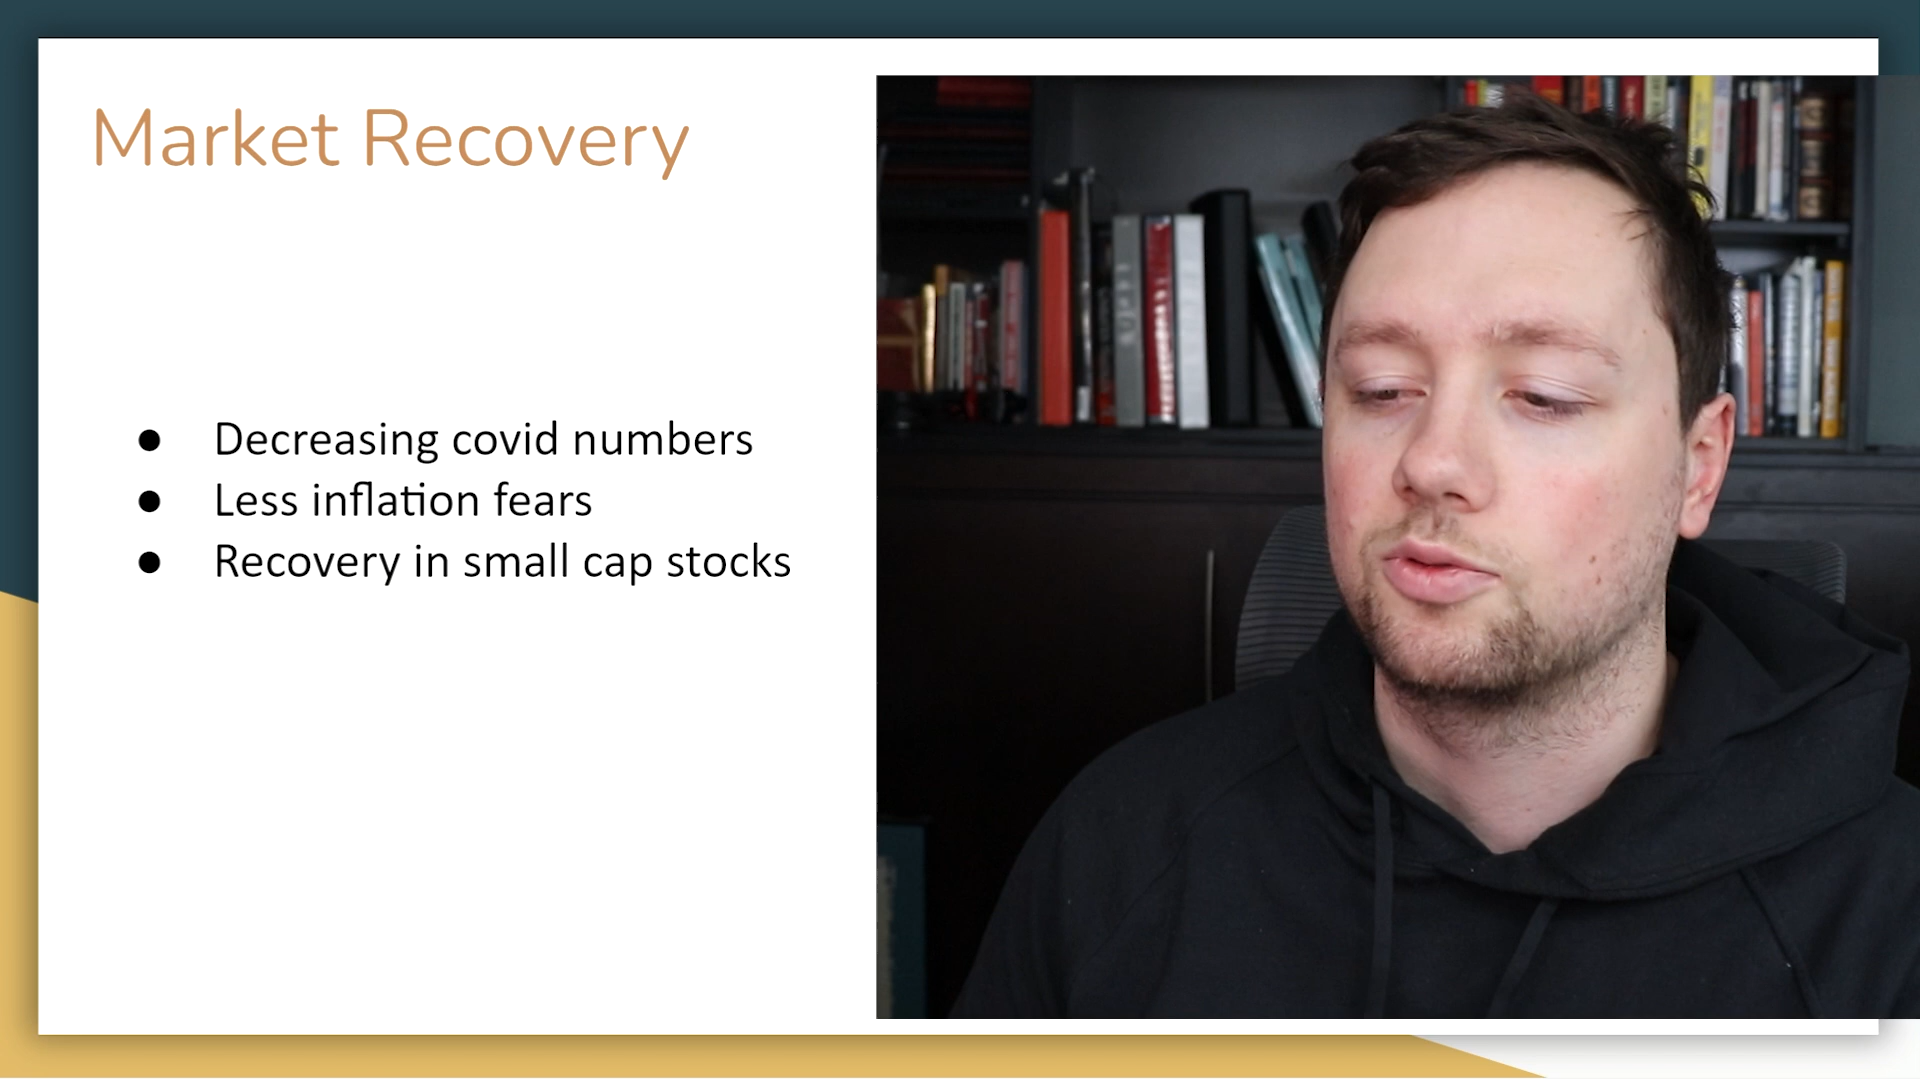 Market Recovery
● Decreasing covid numbers
● Less inflation fears
● Recovery in small cap stocks